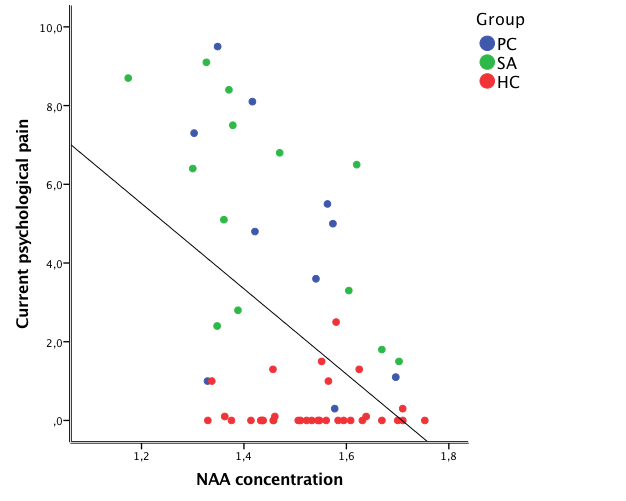 Group
PC
SA
HC
10,0
8,0
6,0
4,0
2,0
,0
Current psychological pain
1,2 1,4 1,6 1,8
NAA concentration